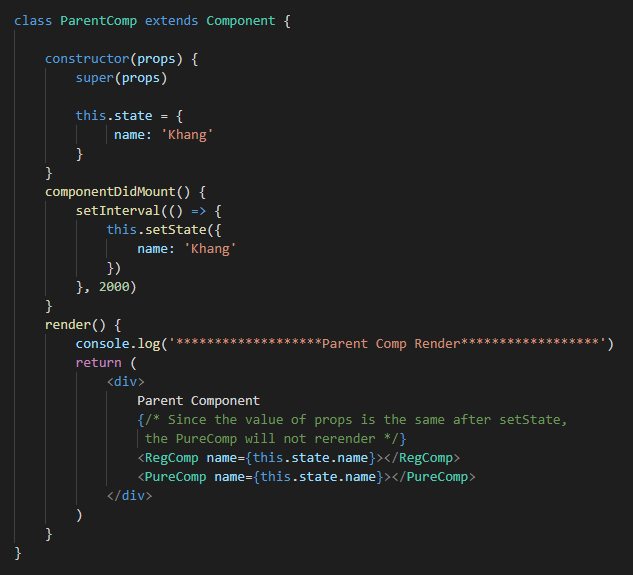 class ParentComp extends Component {
constructor(props) {
super(props)
this.state = {
name: 'Khang'
}
}
componentDidMount() {
setInterval(() => {
this.setState({
name: 'Khang'
})
}, 2000)
}
render() {
console.log('*******************Parent Comp Render******************')
return (
<div>
Parent Component
{/* Since the value of props is the same after setState,
the PureComp will not rerender */}
<RegComp name={this.state.name}></RegComp>
<PureComp name={this.state.name}></PureComp>
</div>
)
}
}